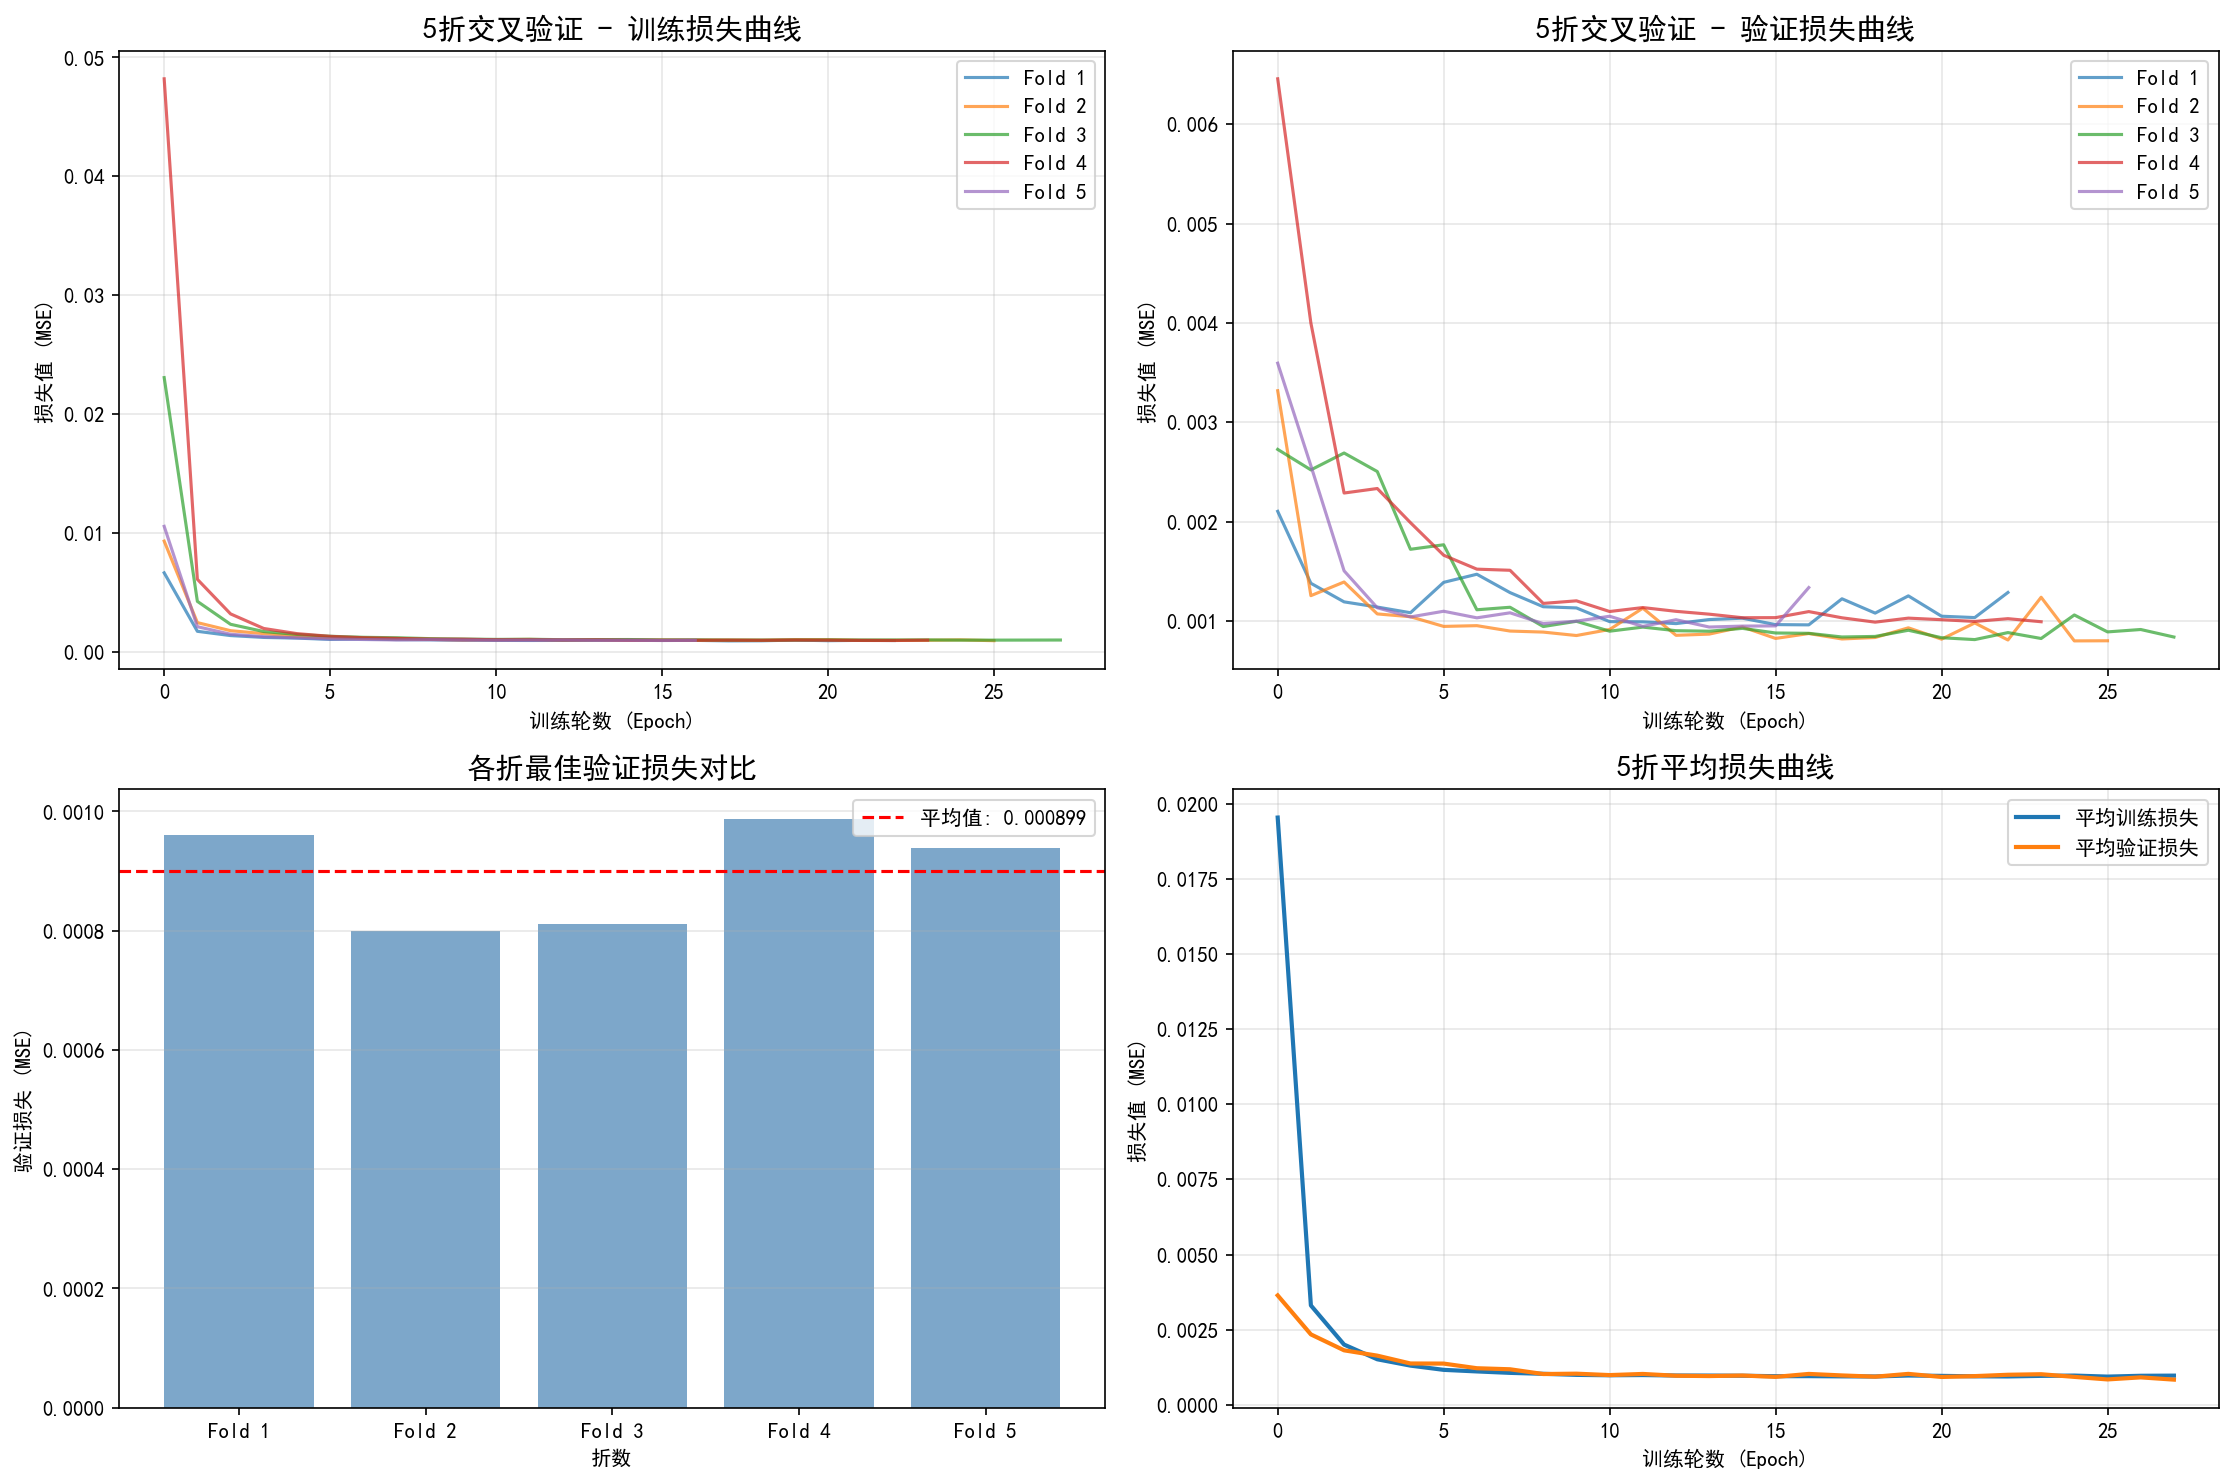 5折交叉验证 - 训练损失曲线
0.05
0.04
0.03
0.02
0.01
0.00
损失值 (MSE)
0 5 10 15 20 25
训练轮数 (Epoch)
Fold 1
Fold 2
Fold 3
Fold 4
Fold 5
5折交叉验证 - 验证损失曲线
0.006
0.005
0.004
0.003
0.002
0.001
损失值 (MSE)
0 5 10 15 20 25
训练轮数 (Epoch)
Fold 1
Fold 2
Fold 3
Fold 4
Fold 5
各折最佳验证损失对比
0.0010
0.0008
0.0006
0.0004
0.0002
0.0000
验证损失 (MSE)
平均值: 0.000899
Fold 1 Fold 2 Fold 3 Fold 4 Fold 5
折数
5折平均损失曲线
0.0200
0.0175
0.0150
0.0125
0.0100
0.0075
0.0050
0.0025
0.0000
损失值 (MSE)
平均训练损失
平均验证损失
0 5 10 15 20 25
训练轮数 (Epoch)